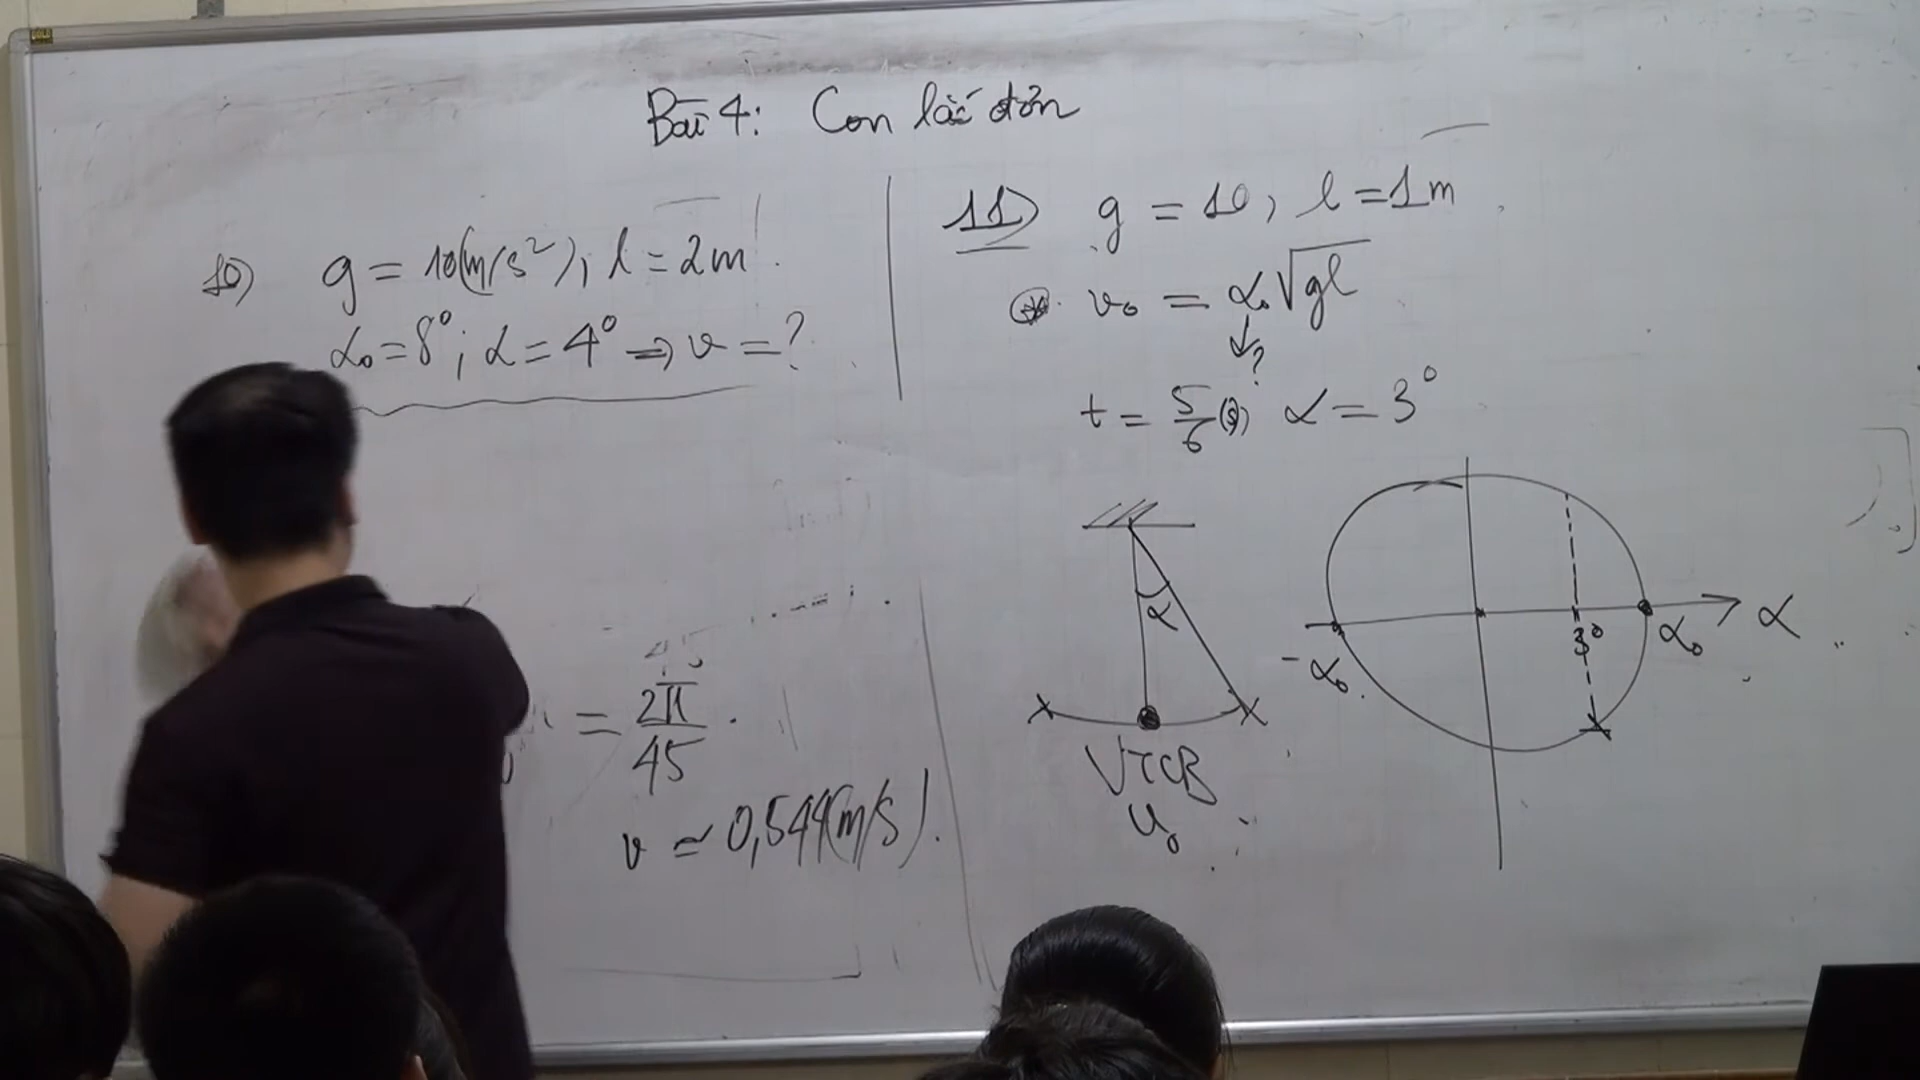 Bài 4: Con lắc đơn
10) g = 10(m/s²); l = 2m.
α₀ = 8°; α = 4° ⇒ v = ?
= 2π/45.
v ≃ 0,544(m/s).
11) g = 10, l = 1m
⊛ v₀ = α₀√gl
↓?
t = 5/6(s) α = 3°
α
VTCB
v₀
-α₀
3°
α₀
α